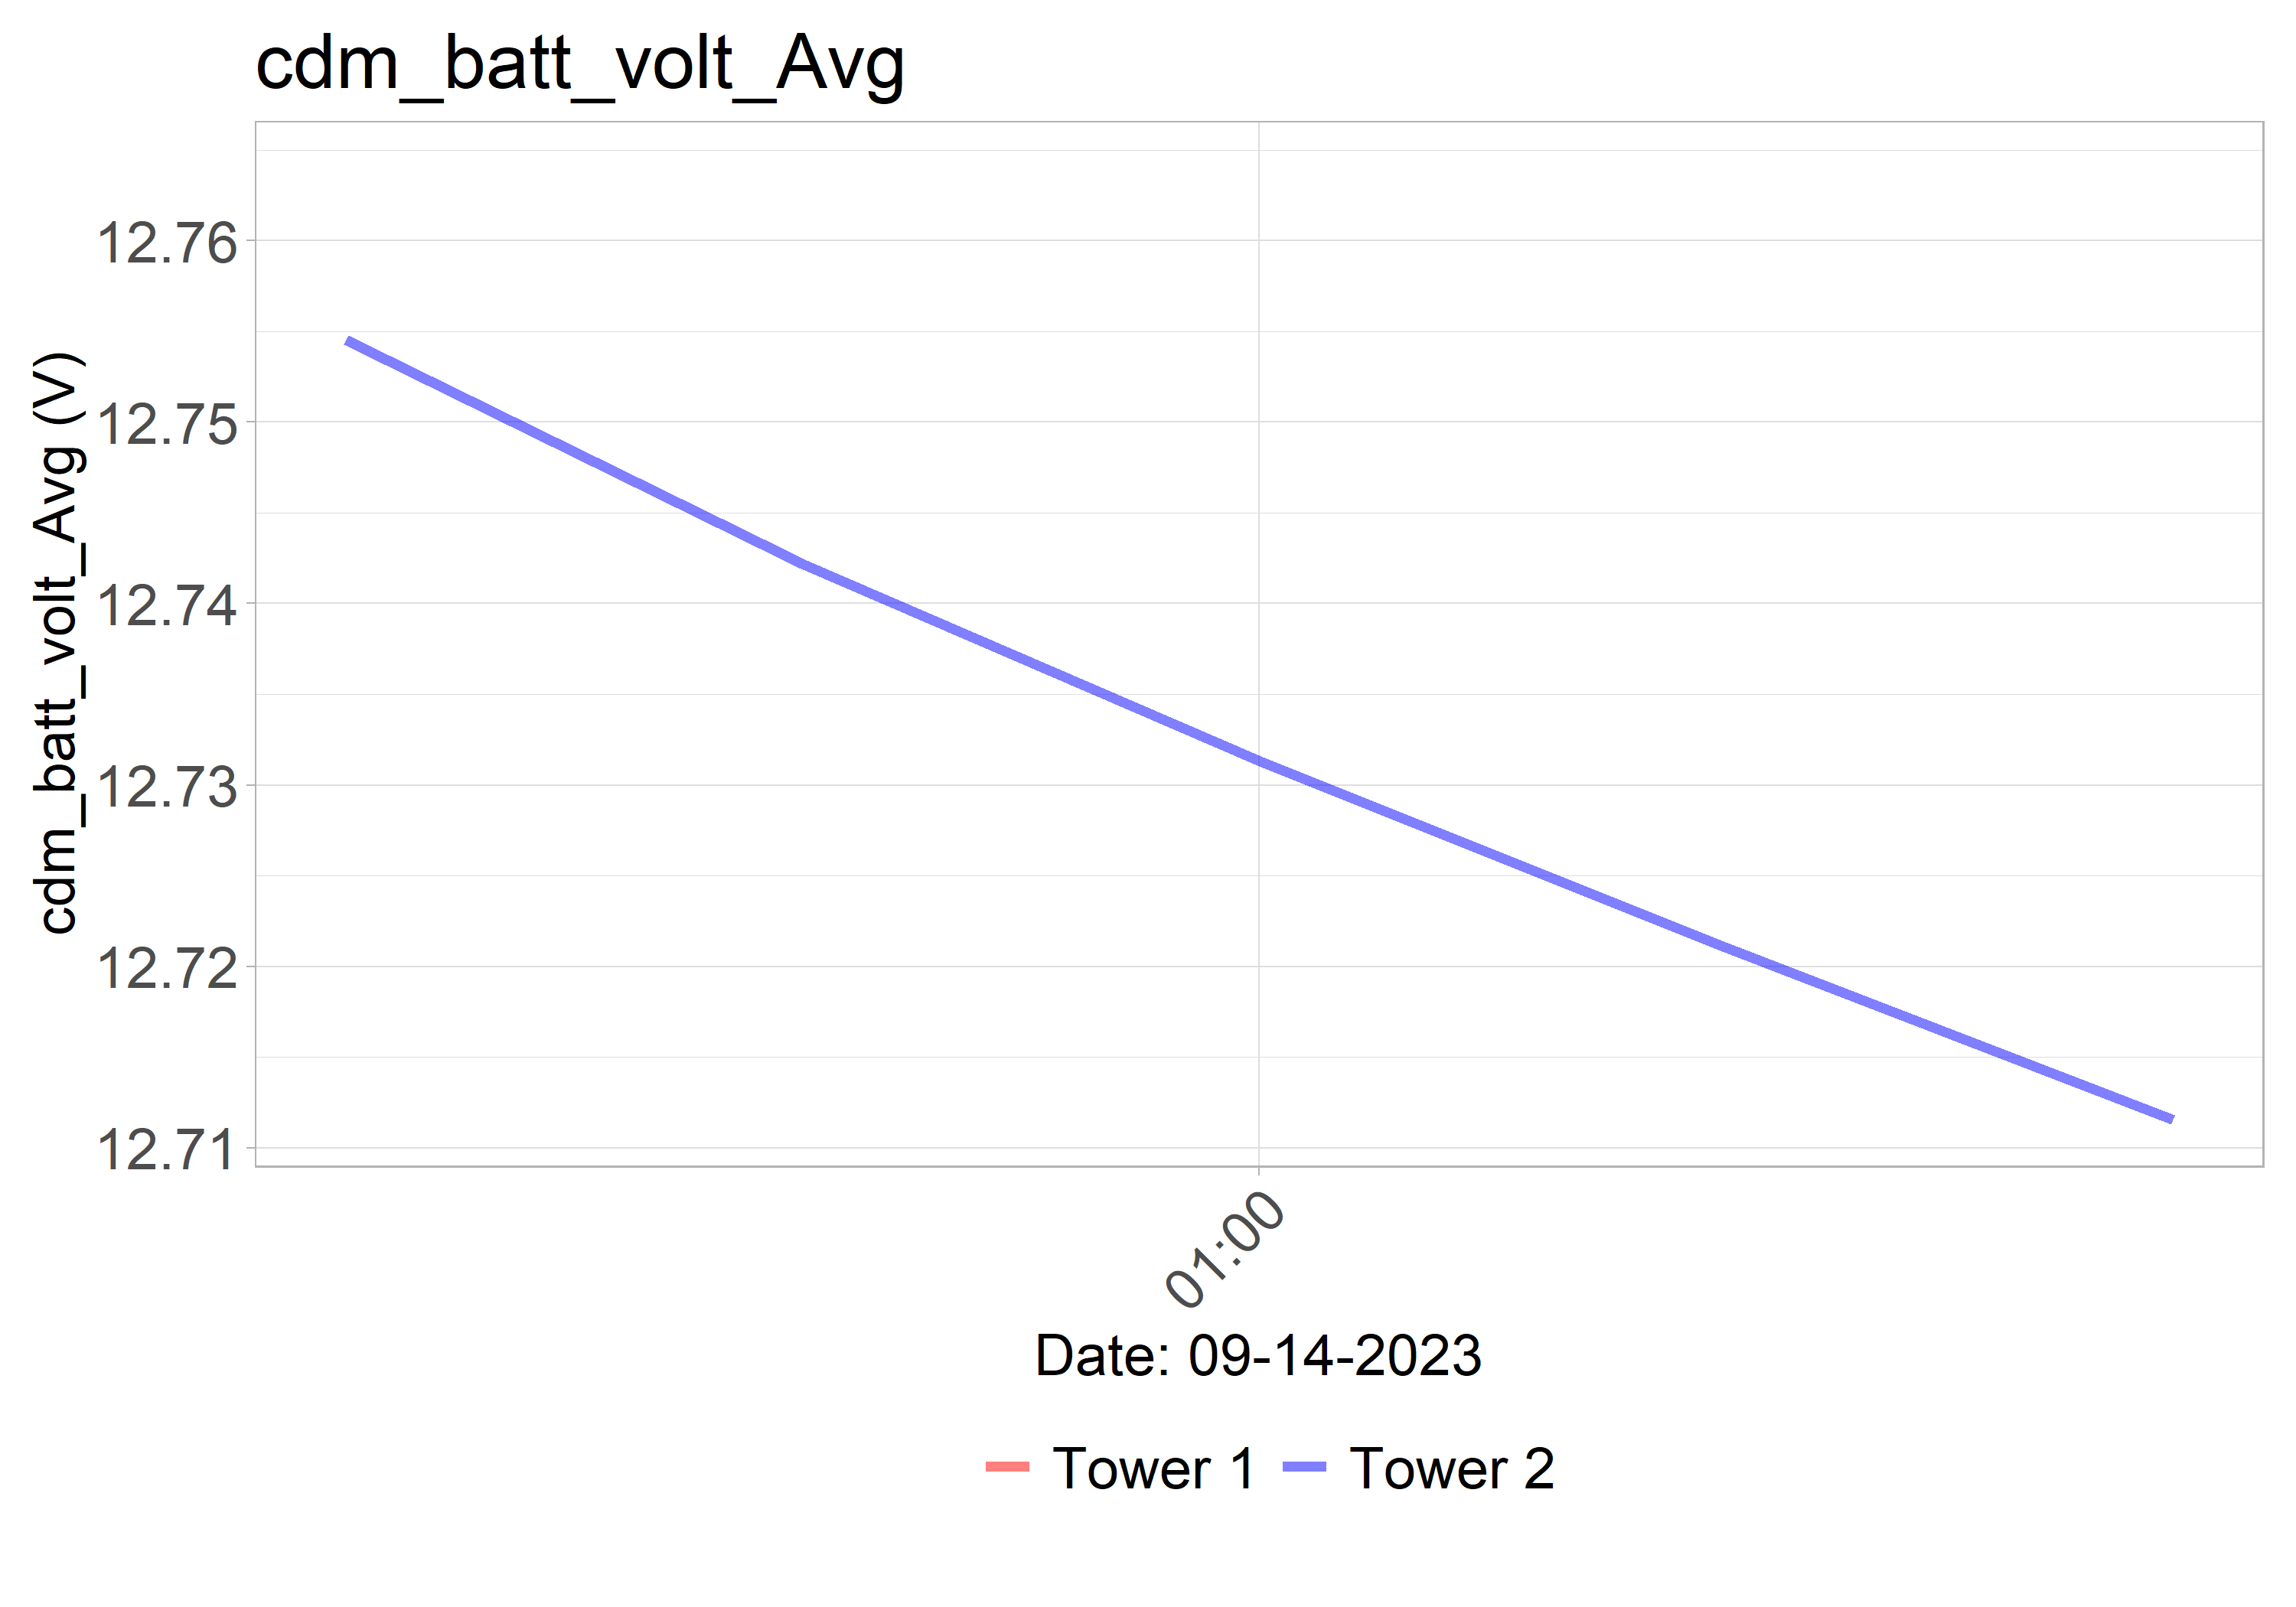 cdm_batt_volt_Avg
cdm_batt_volt_Avg (V)
12.76
12.75
12.74
12.73
12.72
12.71
01:00
Date: 09-14-2023
Tower 1 Tower 2